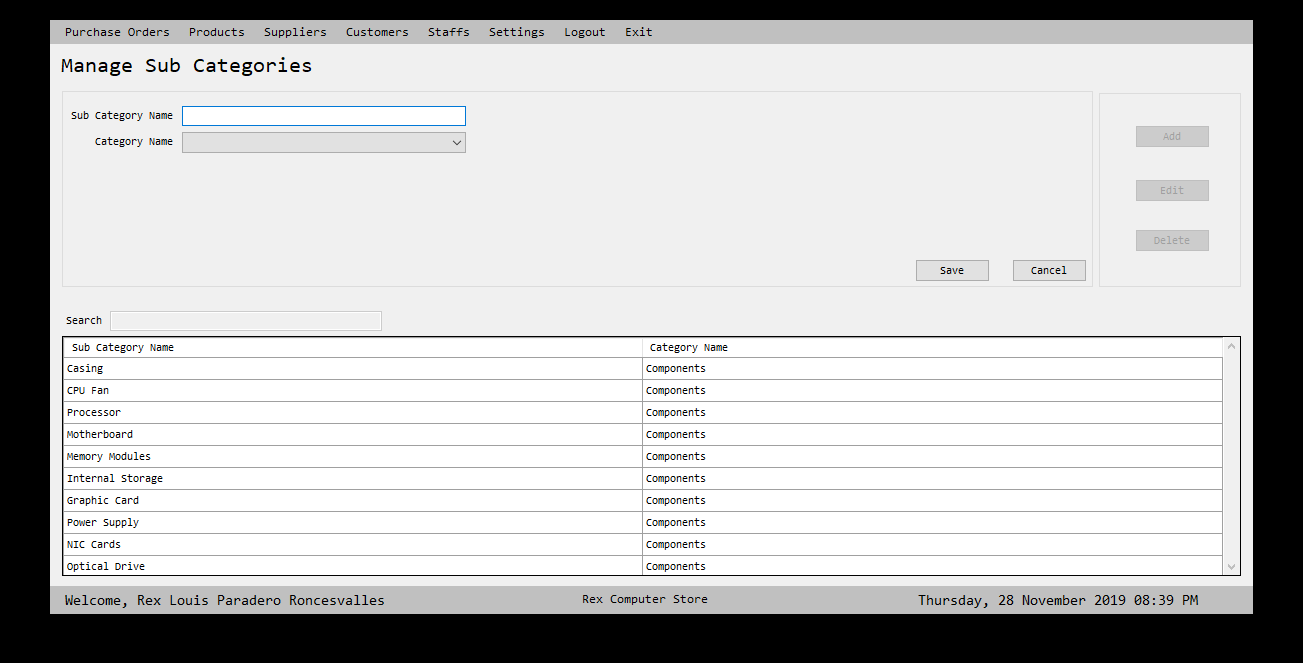 Purchase Orders Products Suppliers Customers Staffs Settings Logout Exit
Manage Sub Categories
Sub Category Name
Category Name
Add
Edit
Delete
Save Cancel
Search
Sub Category Name Category Name
Casing Components
CPU Fan Components
Processor Components
Motherboard Components
Memory Modules Components
Internal Storage Components
Graphic Card Components
Power Supply Components
NIC Cards Components
Optical Drive Components
Welcome, Rex Louis Paradero Roncesvalles Rex Computer Store Thursday, 28 November 2019 08:39 PM